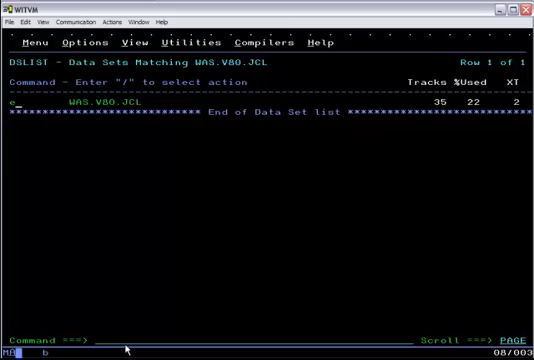 WITVM
File Edit View Communication Actions Window Help
Menu Options View Utilities Compilers Help
DSLIST - Data Sets Matching WAS.V80.JCL Row 1 of 1
Command - Enter "/" to select action Tracks %Used XT
e_ WAS.V80.JCL 35 22 2
***************************** End of Data Set list *****************************
Command ===> Scroll ===> PAGE
b 08/003